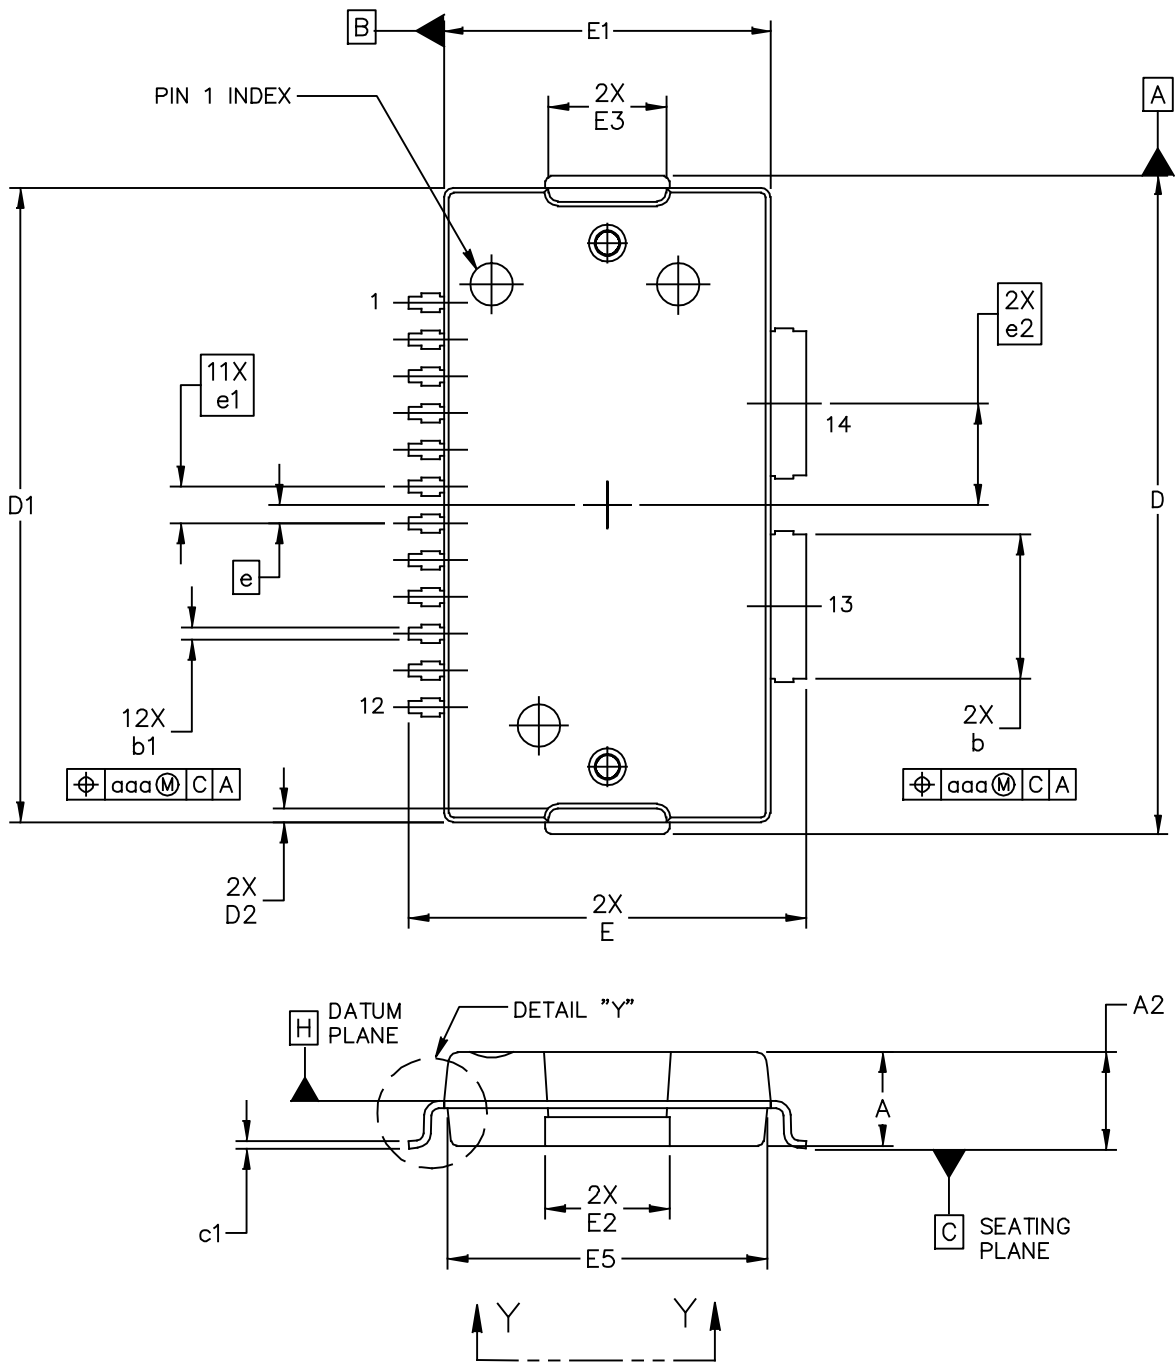 B
E1
PIN 1 INDEX
2X
E3
A
1
2X
e2
11X
e1
14
D1
D
e
13
12
12X
b1
2X
b
aaa Ⓜ C A
aaa Ⓜ C A
2X
D2
2X
E
H
DATUM
PLANE
DETAIL "Y"
A2
A
c1
2X
E2
C
SEATING
PLANE
E5
Y
Y